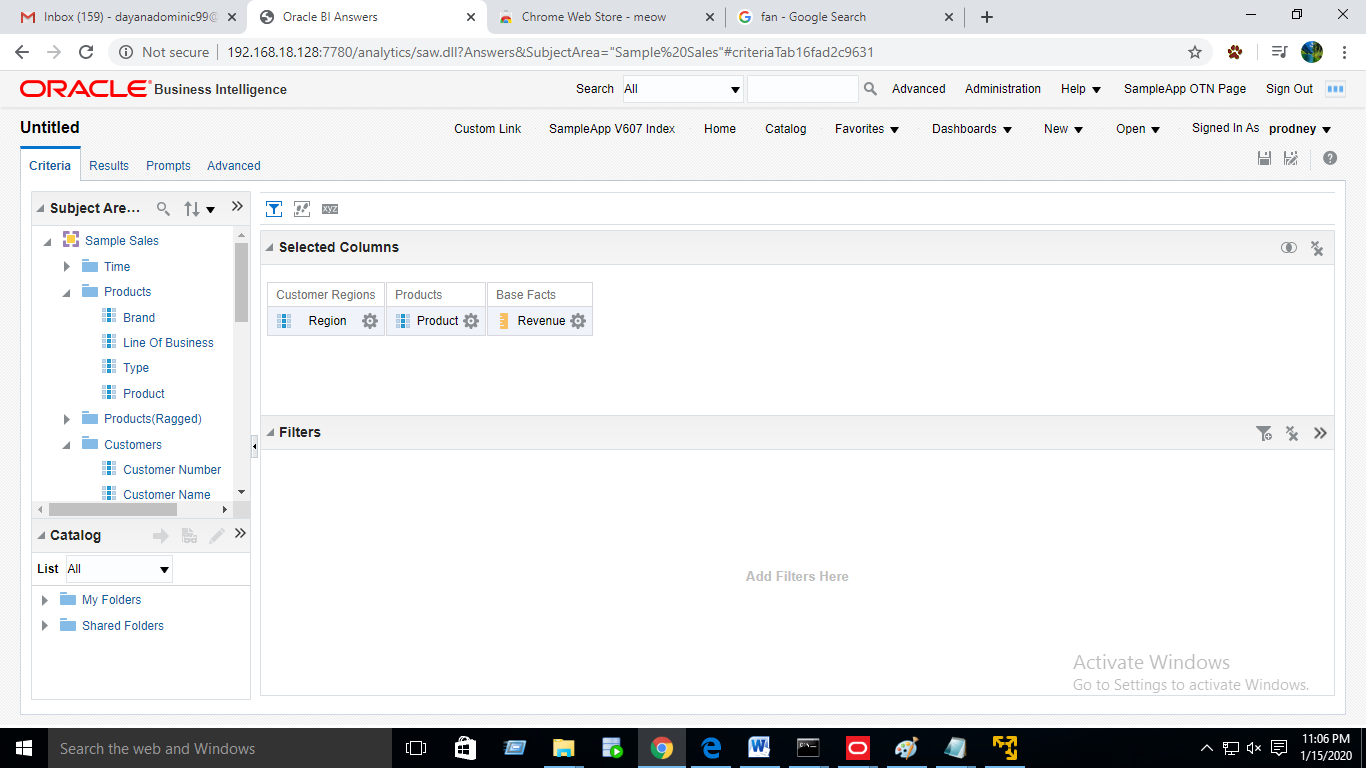 Inbox (159) - dayanadominic99@
Oracle BI Answers
Chrome Web Store - meow
fan - Google Search
Not secure 192.168.18.128:7780/analytics/saw.dll?Answers&SubjectArea="Sample%20Sales"#criteriaTab16fad2c9631
ORACLE Business Intelligence
Search All Advanced Administration Help SampleApp OTN Page Sign Out
Untitled
Custom Link SampleApp V607 Index Home Catalog Favorites Dashboards New Open Signed In As prodney
Criteria Results Prompts Advanced
Subject Are...
Sample Sales
Time
Products
Brand
Line Of Business
Type
Product
Products(Ragged)
Customers
Customer Number
Customer Name
Catalog
List All
My Folders
Shared Folders
xyz
Selected Columns
Customer Regions Products Base Facts
Region Product Revenue
Filters
Add Filters Here
Activate Windows
Go to Settings to activate Windows.
Search the web and Windows
11:06 PM
1/15/2020